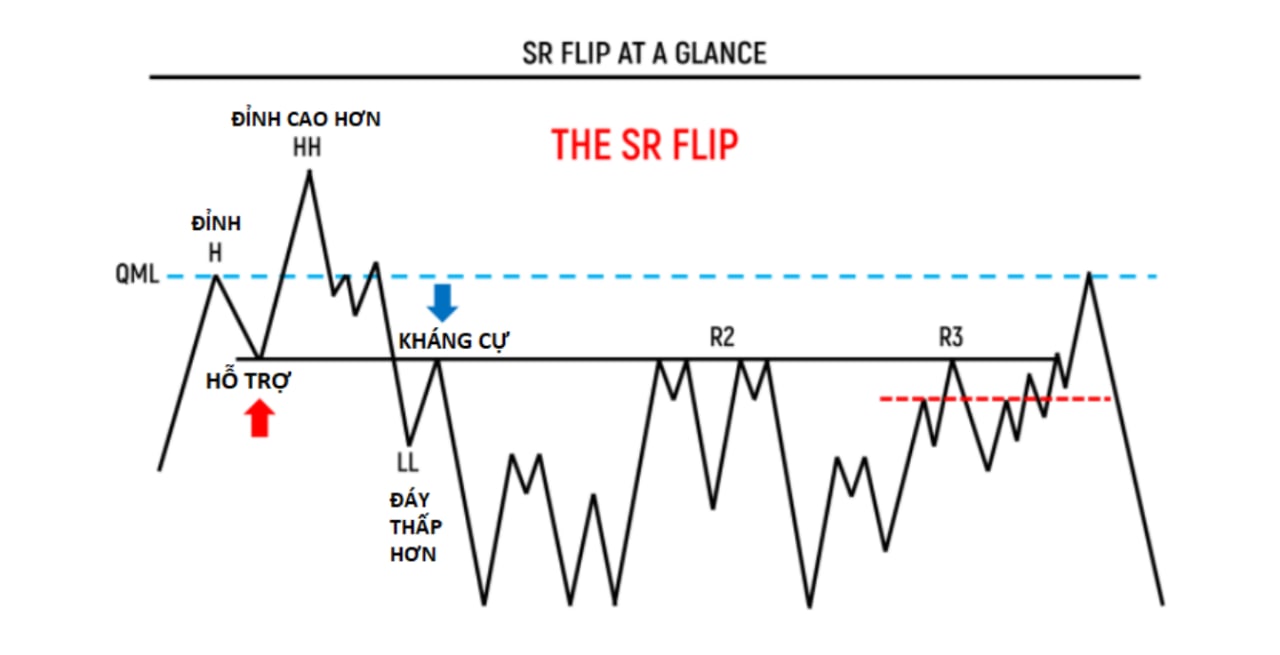 SR FLIP AT A GLANCE
ĐỈNH CAO HƠN
HH
THE SR FLIP
ĐỈNH
H
QML
KHÁNG CỰ
R2
R3
HỖ TRỢ
LL
ĐÁY
THẤP
HƠN